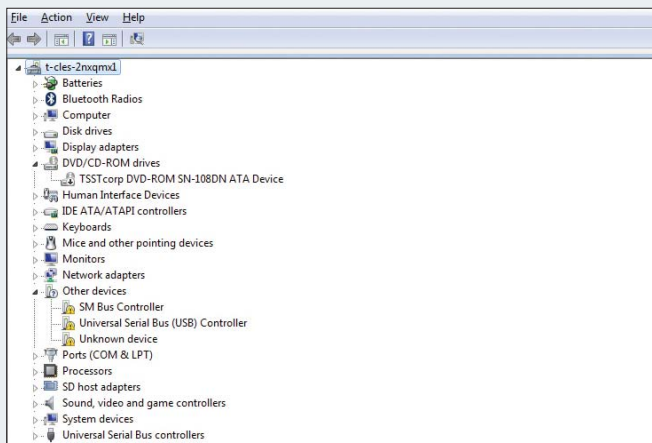 File Action View Help
t-cles-2nxqmx1
Batteries
Bluetooth Radios
Computer
Disk drives
Display adapters
DVD/CD-ROM drives
TSSTcorp DVD-ROM SN-108DN ATA Device
Human Interface Devices
IDE ATA/ATAPI controllers
Keyboards
Mice and other pointing devices
Monitors
Network adapters
Other devices
SM Bus Controller
Universal Serial Bus (USB) Controller
Unknown device
Ports (COM & LPT)
Processors
SD host adapters
Sound, video and game controllers
System devices
Universal Serial Bus controllers